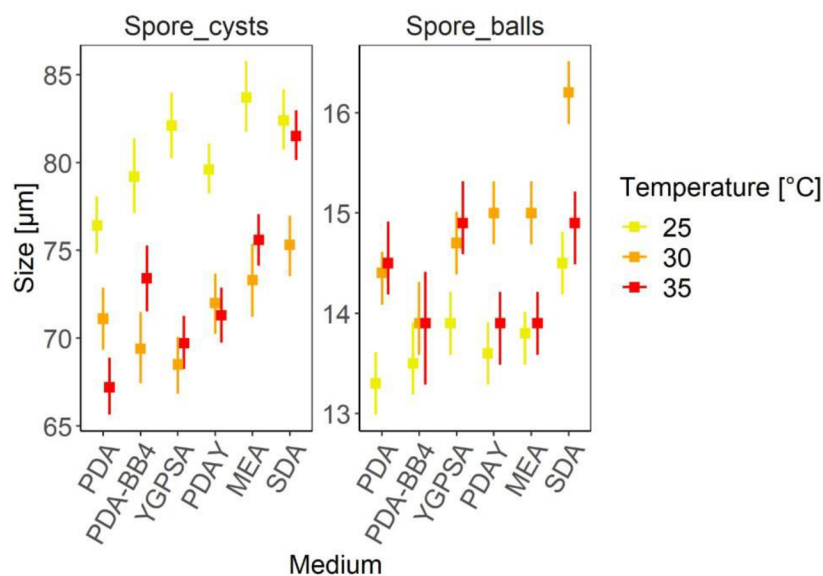 Spore_cysts
Spore_balls
Size [µm]
85
80
75
70
65
16
15
14
13
PDA
PDA-BB4
YGPSA
PDAY
MEA
SDA
PDA
PDA-BB4
YGPSA
PDAY
MEA
SDA
Medium
Temperature [°C]
25
30
35